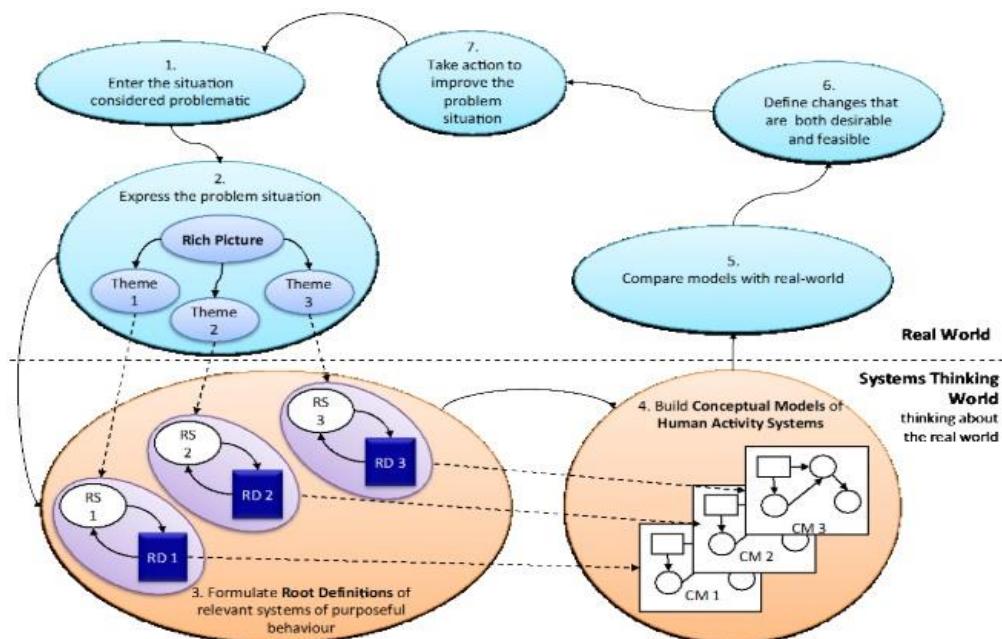 1.
Enter the situation
considered problematic
7.
Take action to
improve the
problem
situation
6.
Define changes that
are both desirable
and feasible
2.
Express the problem situation
Rich Picture
Theme
1
Theme
2
Theme
3
5.
Compare models with real-world
Real World
Systems Thinking
World
thinking about
the real world
RS
1
RD 1
RS
2
RD 2
RS
3
RD 3
3. Formulate Root Definitions of
relevant systems of purposeful
behaviour
4. Build Conceptual Models of
Human Activity Systems
CM 3
CM 2
CM 1